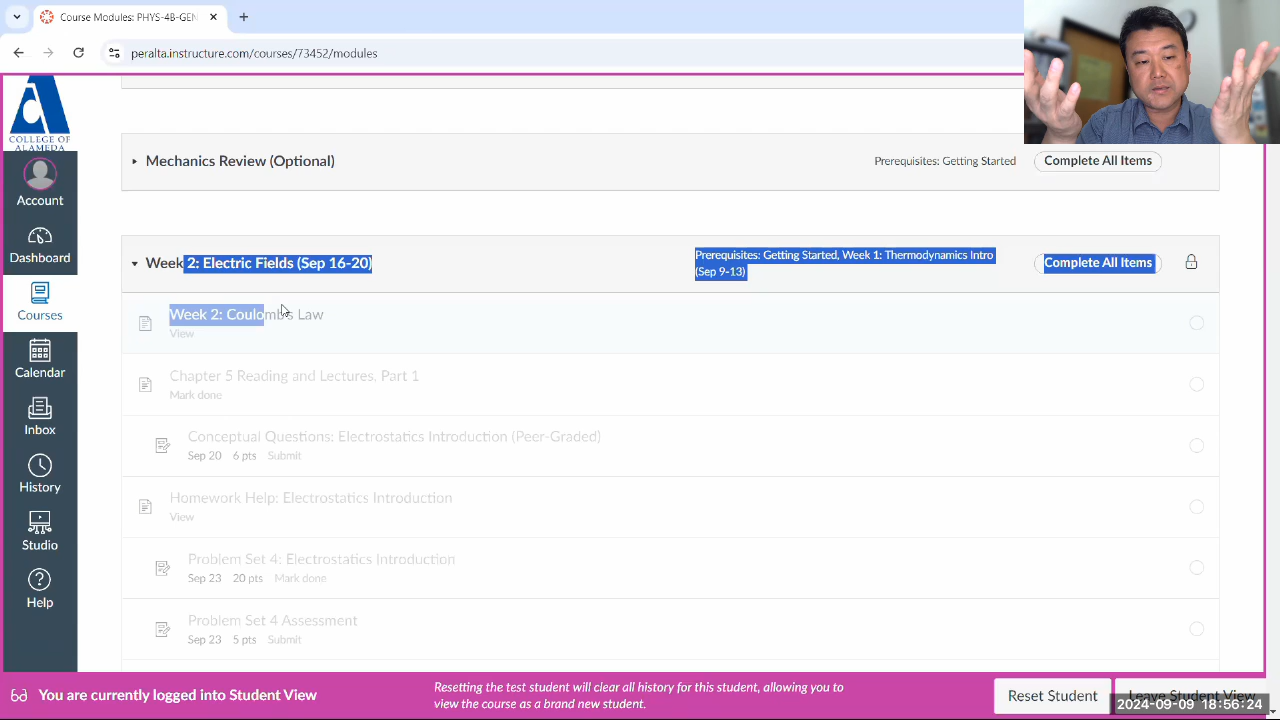 Course Modules: PHYS-4B-GEN
peralta.instructure.com/courses/73452/modules
COLLEGE OF
ALAMEDA
Account
Dashboard
Courses
Calendar
Inbox
History
Studio
Help
Mechanics Review (Optional)
Prerequisites: Getting Started
Complete All Items
Week 2: Electric Fields (Sep 16-20)
Prerequisites: Getting Started, Week 1: Thermodynamics Intro
(Sep 9-13)
Complete All Items
Week 2: Coulomb's Law
View
Chapter 5 Reading and Lectures, Part 1
Mark done
Conceptual Questions: Electrostatics Introduction (Peer-Graded)
Sep 20 6 pts Submit
Homework Help: Electrostatics Introduction
View
Problem Set 4: Electrostatics Introduction
Sep 23 20 pts Mark done
Problem Set 4 Assessment
Sep 23 5 pts Submit
You are currently logged into Student View
Resetting the test student will clear all history for this student, allowing you to
view the course as a brand new student.
Reset Student
Leave Student View
2024-09-09 18:56:24